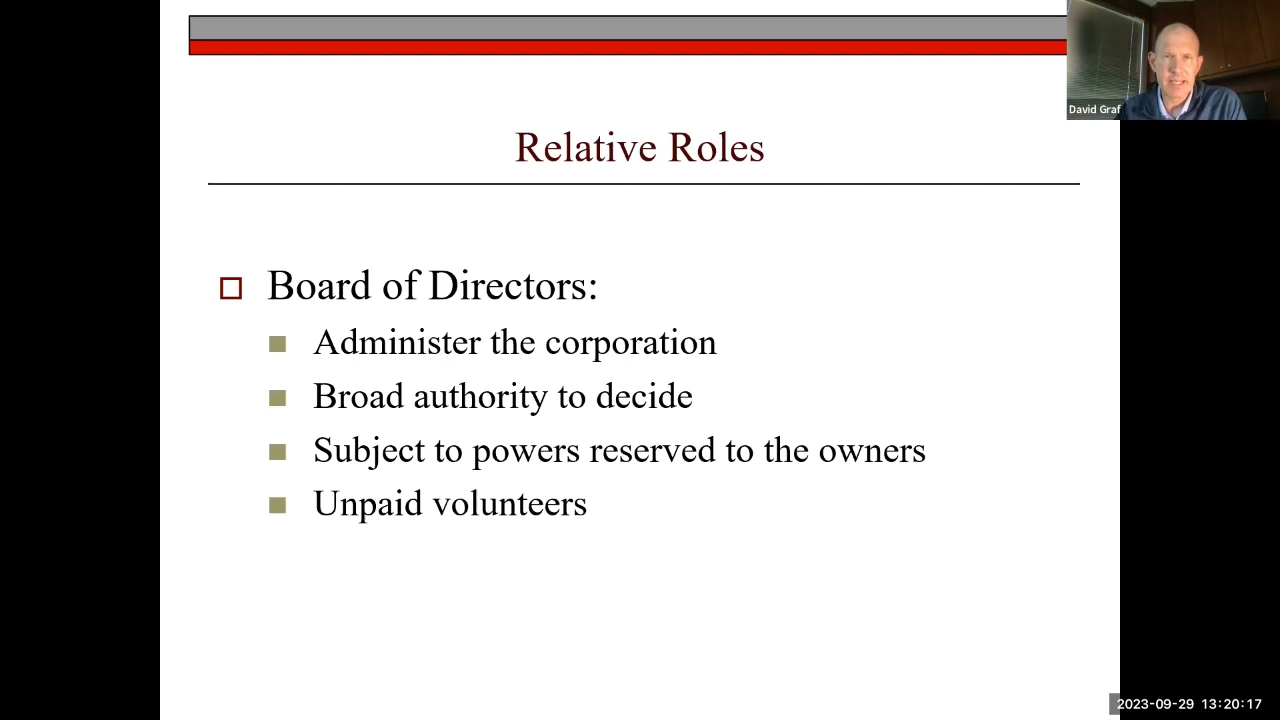 David Graf
Relative Roles
Board of Directors:
Administer the corporation
Broad authority to decide
Subject to powers reserved to the owners
Unpaid volunteers
2023-09-29 13:20:17